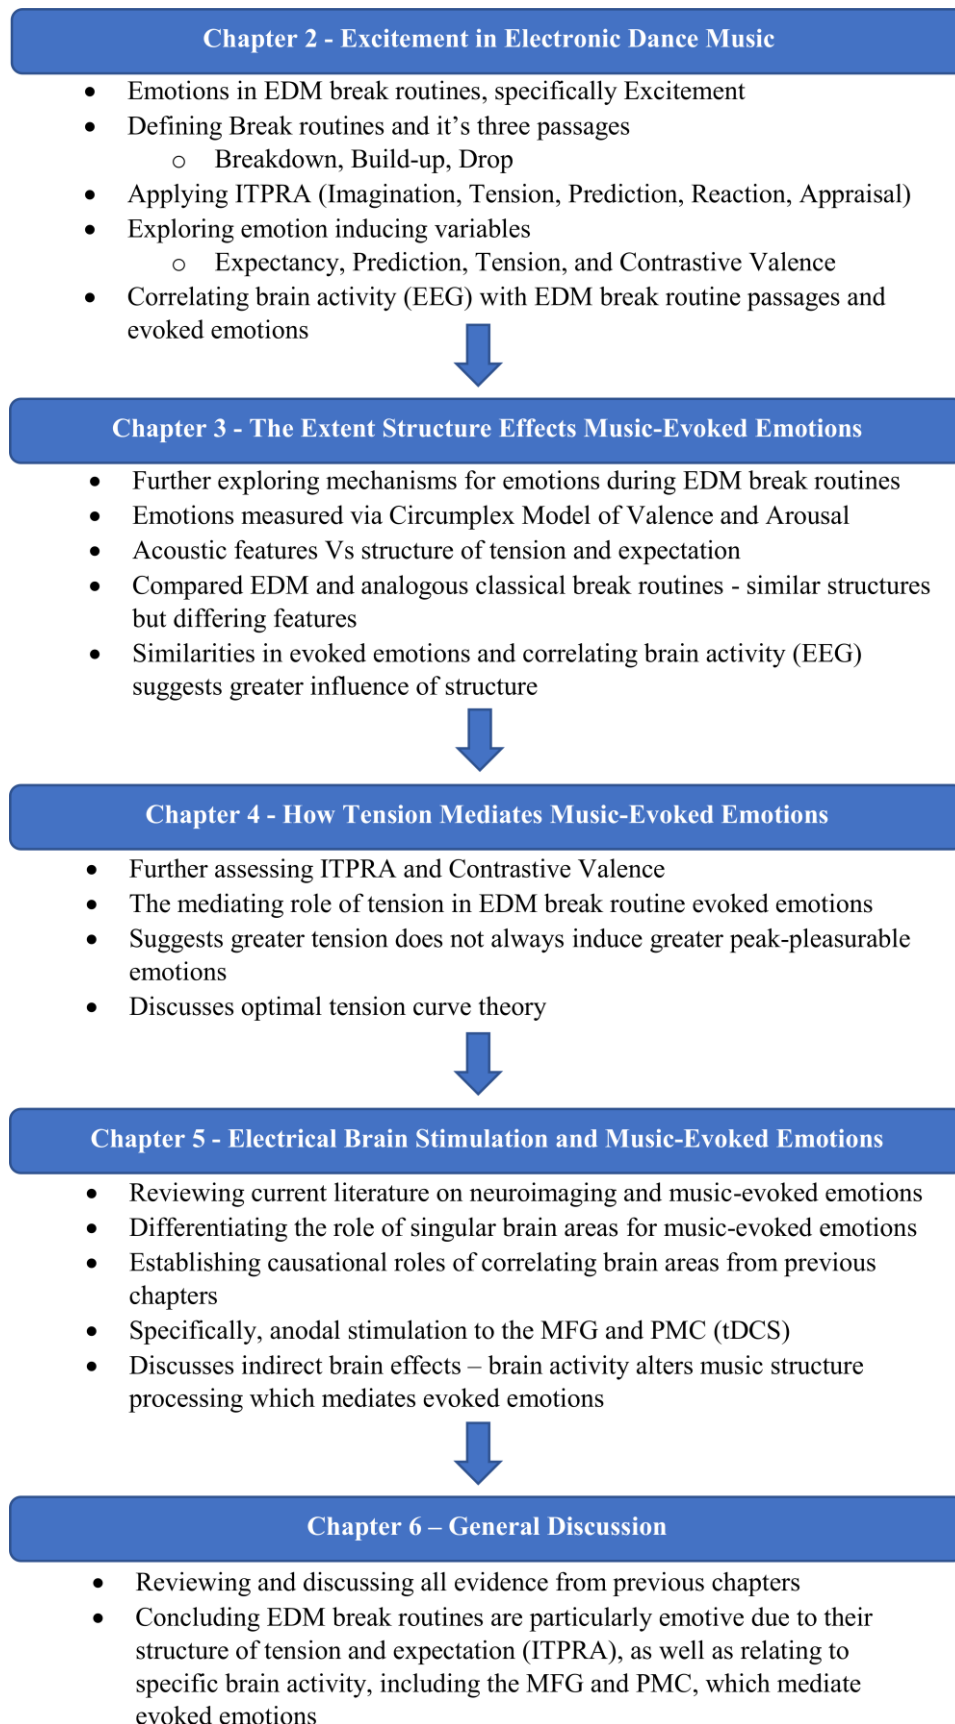 Chapter 2 - Excitement in Electronic Dance Music
• Emotions in EDM break routines, specifically Excitement
• Defining Break routines and it's three passages
o Breakdown, Build-up, Drop
• Applying ITPRA (Imagination, Tension, Prediction, Reaction, Appraisal)
• Exploring emotion inducing variables
o Expectancy, Prediction, Tension, and Contrastive Valence
• Correlating brain activity (EEG) with EDM break routine passages and
evoked emotions
Chapter 3 - The Extent Structure Effects Music-Evoked Emotions
• Further exploring mechanisms for emotions during EDM break routines
• Emotions measured via Circumplex Model of Valence and Arousal
• Acoustic features Vs structure of tension and expectation
• Compared EDM and analogous classical break routines - similar structures
but differing features
• Similarities in evoked emotions and correlating brain activity (EEG)
suggests greater influence of structure
Chapter 4 - How Tension Mediates Music-Evoked Emotions
• Further assessing ITPRA and Contrastive Valence
• The mediating role of tension in EDM break routine evoked emotions
• Suggests greater tension does not always induce greater peak-pleasurable
emotions
• Discusses optimal tension curve theory
Chapter 5 - Electrical Brain Stimulation and Music-Evoked Emotions
• Reviewing current literature on neuroimaging and music-evoked emotions
• Differentiating the role of singular brain areas for music-evoked emotions
• Establishing causational roles of correlating brain areas from previous
chapters
• Specifically, anodal stimulation to the MFG and PMC (tDCS)
• Discusses indirect brain effects – brain activity alters music structure
processing which mediates evoked emotions
Chapter 6 – General Discussion
• Reviewing and discussing all evidence from previous chapters
• Concluding EDM break routines are particularly emotive due to their
structure of tension and expectation (ITPRA), as well as relating to
specific brain activity, including the MFG and PMC, which mediate
evoked emotions